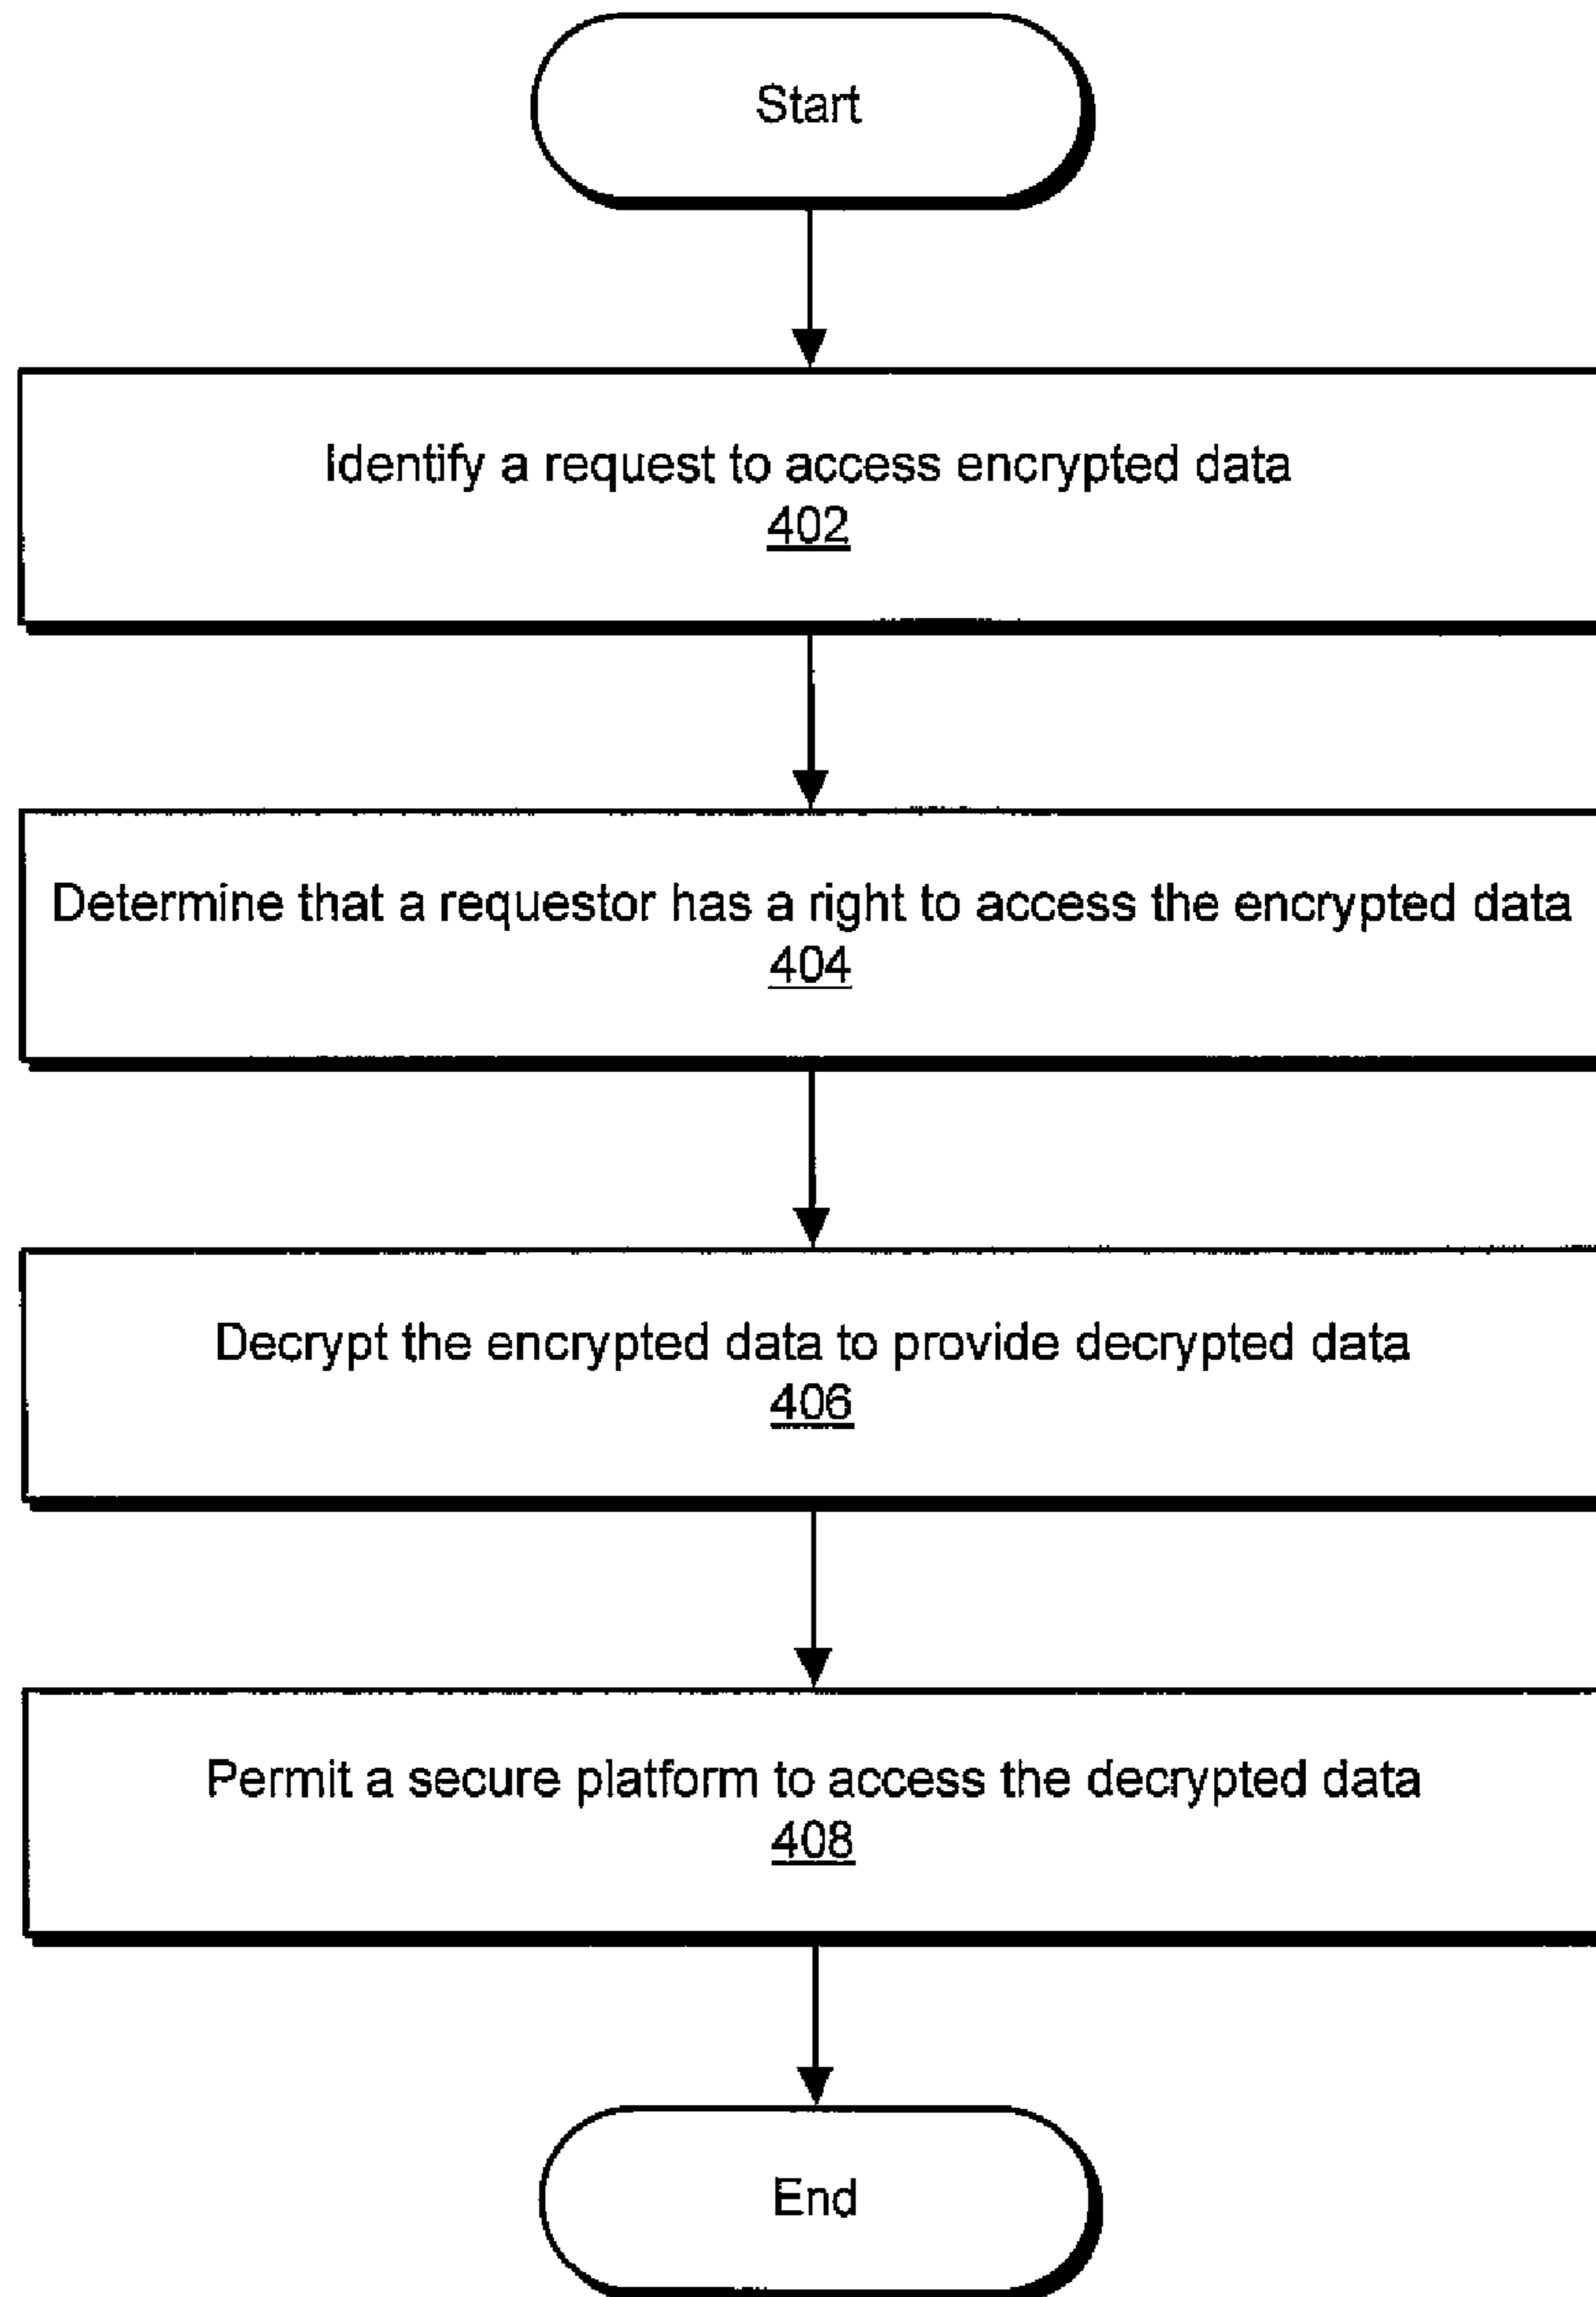 Start
Identify a request to access encrypted data
402
Determine that a requestor has a right to access the encrypted data
404
Decrypt the encrypted data to provide decrypted data
406
Permit a secure platform to access the decrypted data
408
End